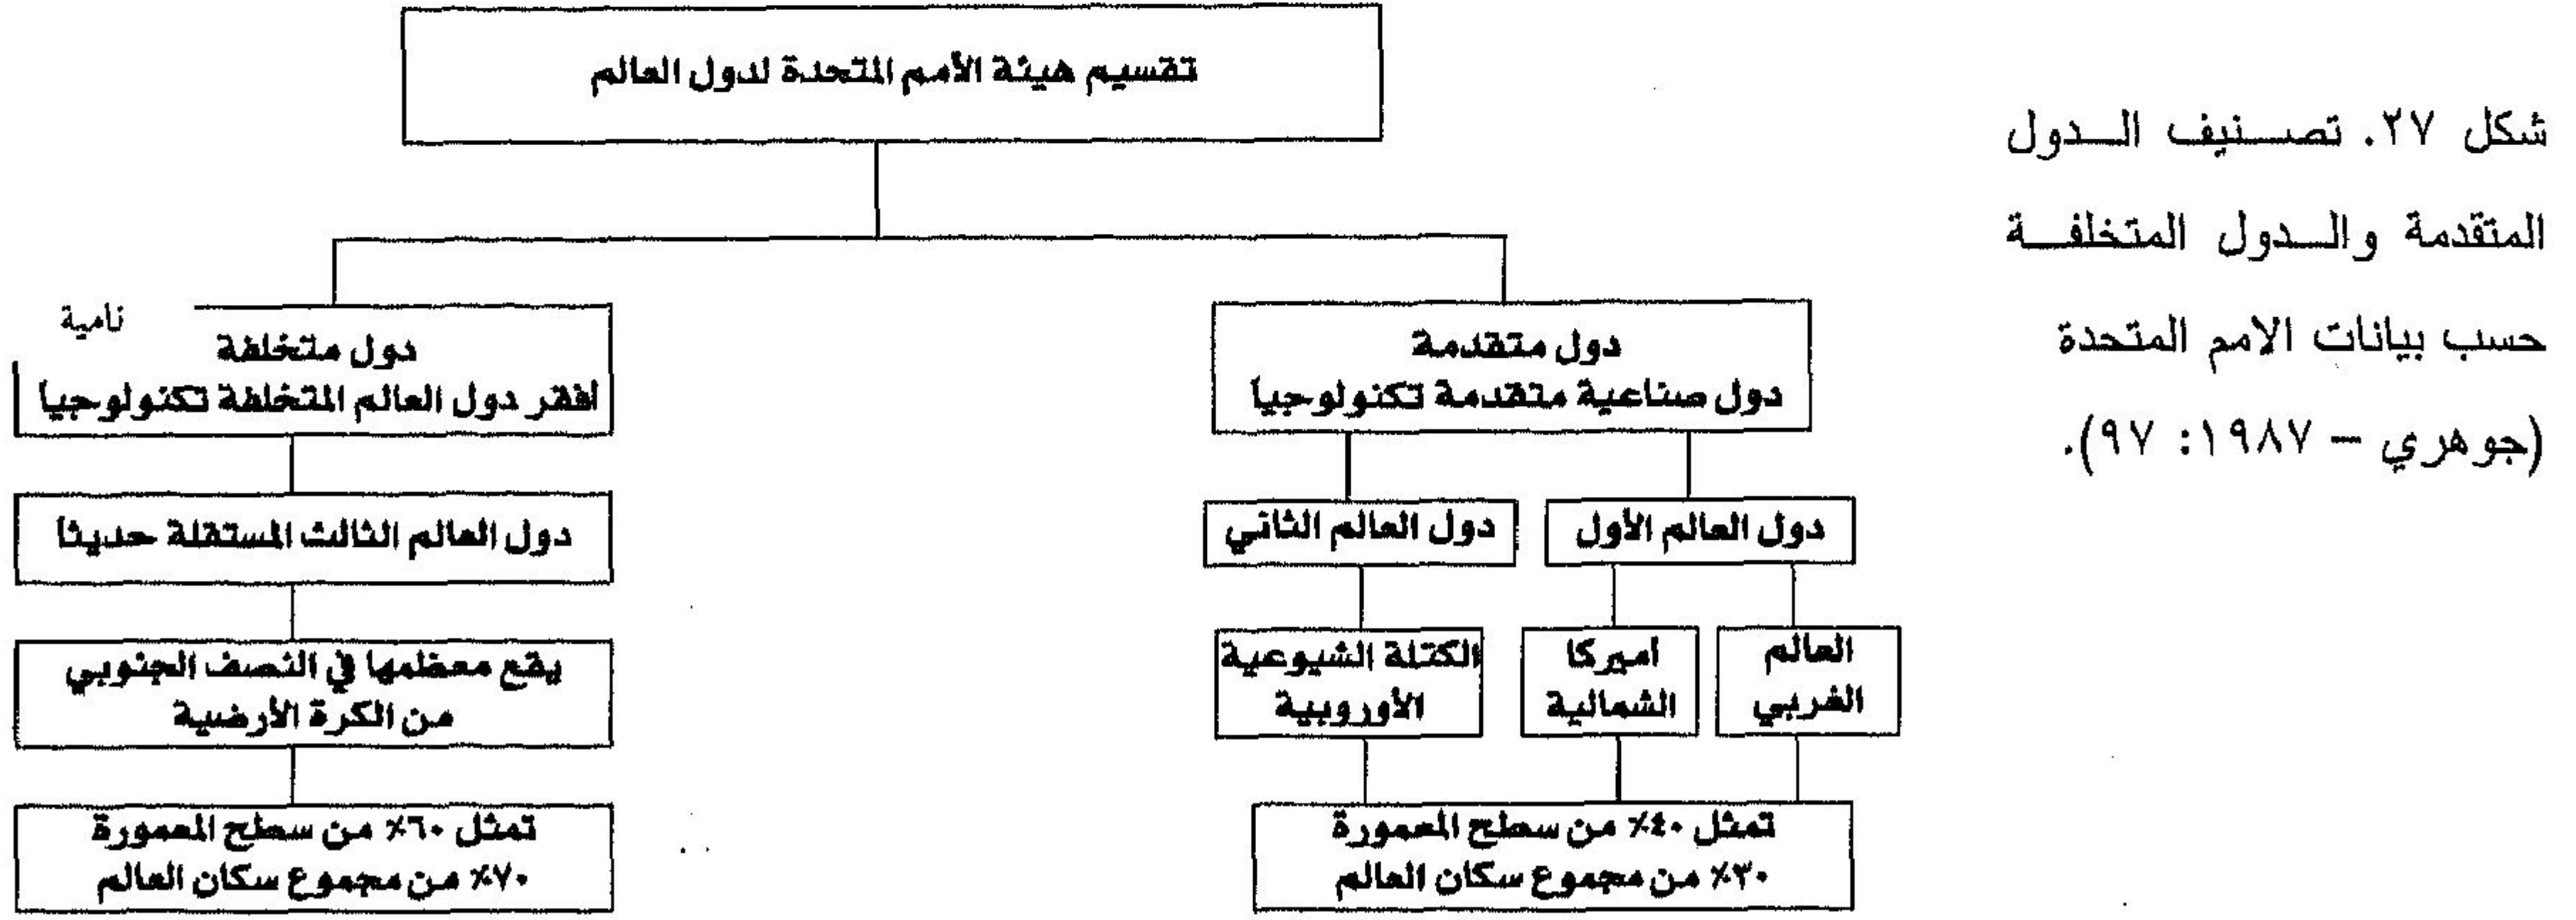 تقسيم هيئة الأمم المتحدة لدول العالم
شكل ٢٧. تصنيف الدول
المتقدمة والدول المتخلفة
حسب بيانات الامم المتحدة
(جوهري – ١٩٨٧: ٩٧).
دول متقدمة
دول صناعية متقدمة تكنولوجياً
نامية
دول متخلفة
افقر دول العالم المتخلفة تكنولوجيا
دول العالم الأول
دول العالم الثاني
دول العالم الثالث المستقلة حديثا
العالم
الغربي
اميركا
الشمالية
الكتلة الشيوعية
الأوروبية
يقع معظمها في النصف الجنوبي
من الكرة الأرضية
تمثل ٤٠٪ من سطح المعمورة
٣٠٪ من مجموع سكان العالم
تمثل ٦٠٪ من سطح المعمورة
٧٠٪ من مجموع سكان العالم